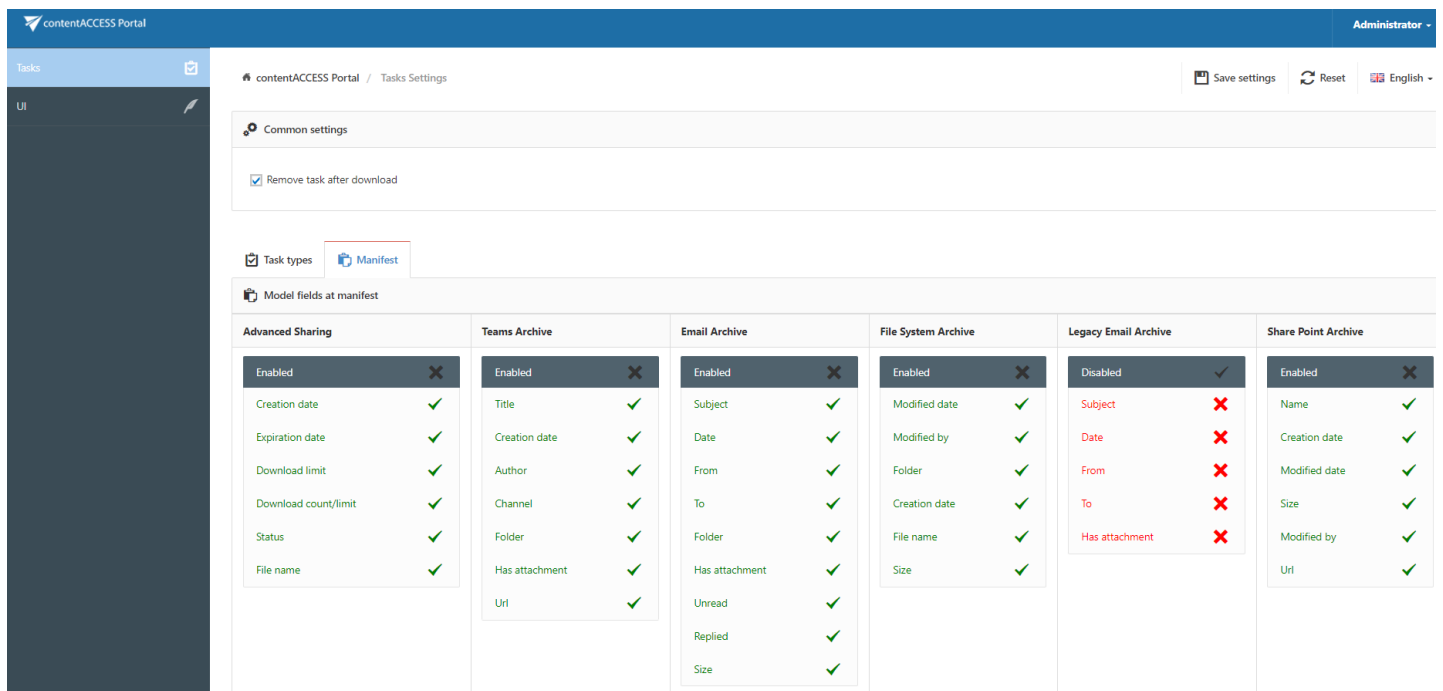 contentACCESS Portal
Administrator
Tasks
UI
contentACCESS Portal / Tasks Settings
Save settings
Reset
English
Common settings
Remove task after download
Task types
Manifest
Model fields at manifest
Advanced Sharing
Enabled
Creation date
Expiration date
Download limit
Download count/limit
Status
File name
Teams Archive
Enabled
Title
Creation date
Author
Channel
Folder
Has attachment
Url
Email Archive
Enabled
Subject
Date
From
To
Folder
Has attachment
Unread
Replied
Size
File System Archive
Enabled
Modified date
Modified by
Folder
Creation date
File name
Size
Legacy Email Archive
Disabled
Subject
Date
From
To
Has attachment
Share Point Archive
Enabled
Name
Creation date
Modified date
Size
Modified by
Url